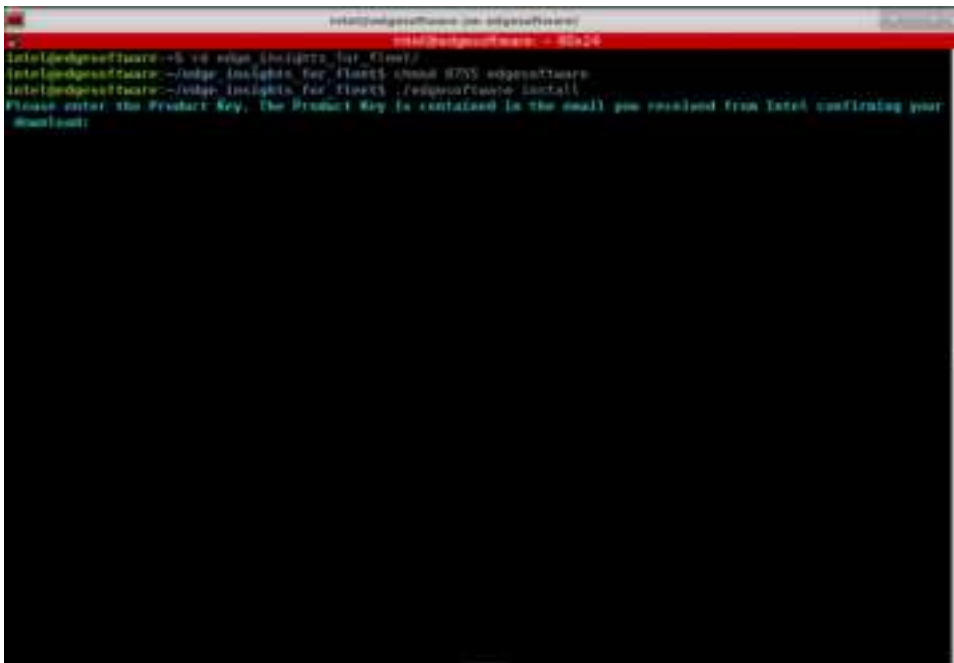 intel@edgesoftware (on edgesoftware)
intel@edgesoftware: ~ 80x24
intel@edgesoftware:~$ cd edge_insights_for_fleet/
intel@edgesoftware:~/edge_insights_for_fleet$ chmod 0755 edgesoftware
intel@edgesoftware:~/edge_insights_for_fleet$ ./edgesoftware install
Please enter the Product Key. The Product Key is contained in the email you received from Intel confirming your
download: